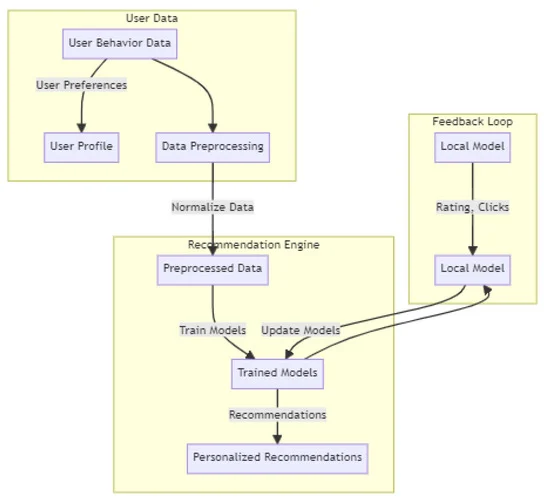 User Data
User Behavior Data
User Preferences
User Profile
Data Preprocessing
Normalize Data
Feedback Loop
Local Model
Rating, Clicks
Local Model
Recommendation Engine
Preprocessed Data
Train Models
Update Models
Trained Models
Recommendations
Personalized Recommendations